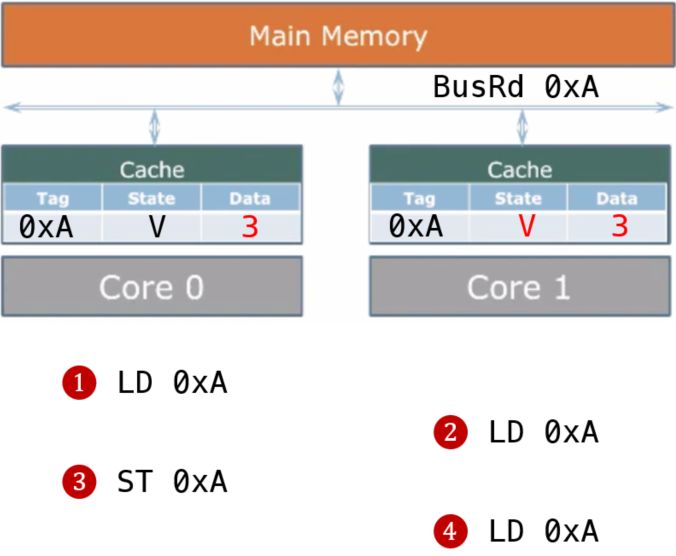 Main Memory
BusRd 0xA
Cache
Tag State Data
0xA V 3
Core 0
Cache
Tag State Data
0xA V 3
Core 1
1 LD 0xA
2 LD 0xA
3 ST 0xA
4 LD 0xA